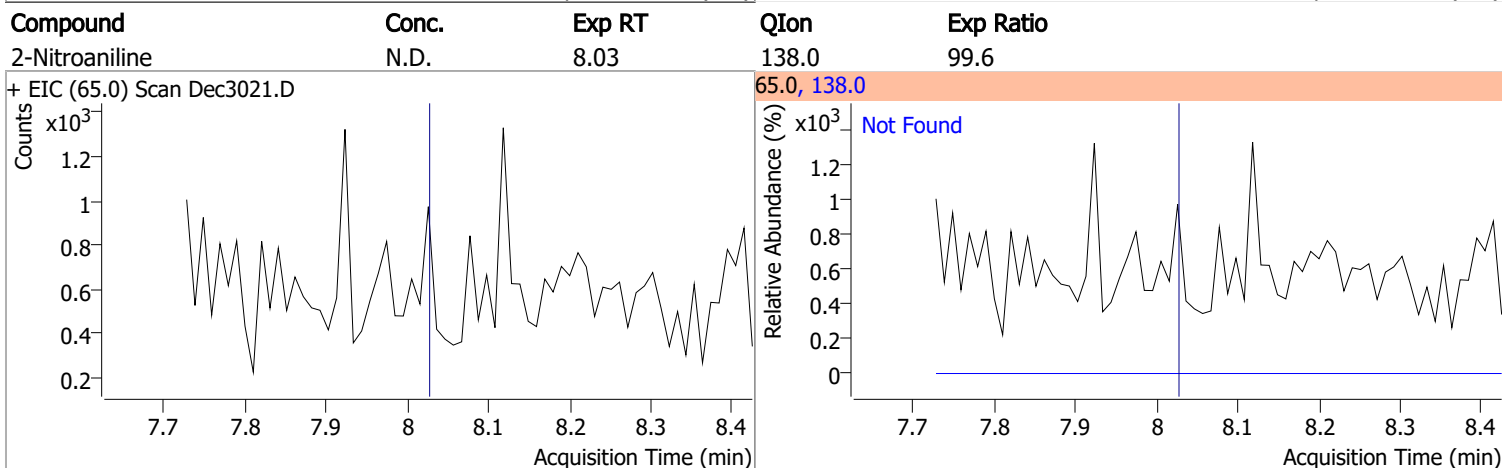 Compound Conc. Exp RT QIon Exp Ratio
2-Nitroaniline N.D. 8.03 138.0 99.6
+ EIC (65.0) Scan Dec3021.D
Counts
x10³
1.2
1
0.8
0.6
0.4
0.2
7.7 7.8 7.9 8 8.1 8.2 8.3 8.4
Acquisition Time (min)
65.0, 138.0
Relative Abundance (%)
x10³
Not Found
1.2
1
0.8
0.6
0.4
0.2
0
7.7 7.8 7.9 8 8.1 8.2 8.3 8.4
Acquisition Time (min)